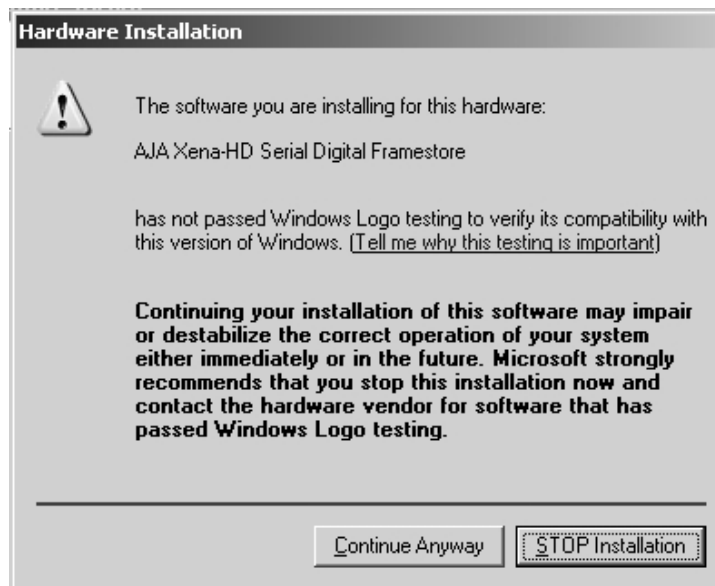 Hardware Installation
The software you are installing for this hardware:
AJA Xena-HD Serial Digital Framestore
has not passed Windows Logo testing to verify its compatibility with
this version of Windows. (Tell me why this testing is important)
Continuing your installation of this software may impair
or destabilize the correct operation of your system
either immediately or in the future. Microsoft strongly
recommends that you stop this installation now and
contact the hardware vendor for software that has
passed Windows Logo testing.
Continue Anyway
STOP Installation